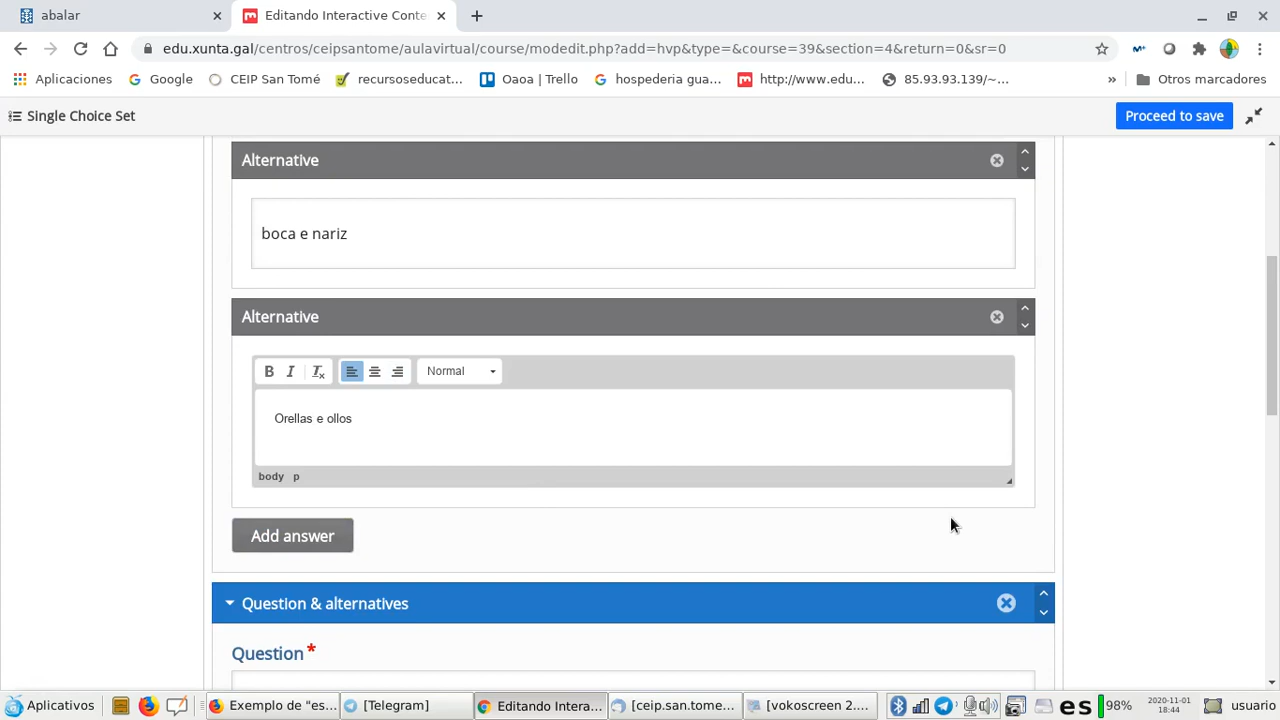 abalar
Editando Interactive Conte
edu.xunta.gal/centros/ceipsantome/aulavirtual/course/modedit.php?add=hvp&type=&course=39&section=4&return=0&sr=0
Aplicaciones
Google
CEIP San Tomé
recursoseducat...
Oaoa | Trello
hospederia gua...
http://www.edu...
85.93.93.139/~...
»
Otros marcadores
Single Choice Set
Proceed to save
Alternative
boca e nariz
Alternative
B I Tx Normal
Orellas e ollos
body p
Add answer
Question & alternatives
Question *
Aplicativos
Exemplo de “es...
[Telegram]
Editando Intera...
[ceip.san.tome...
[vokoscreen 2....
es
98%
2020-11-01
18:44
usuario